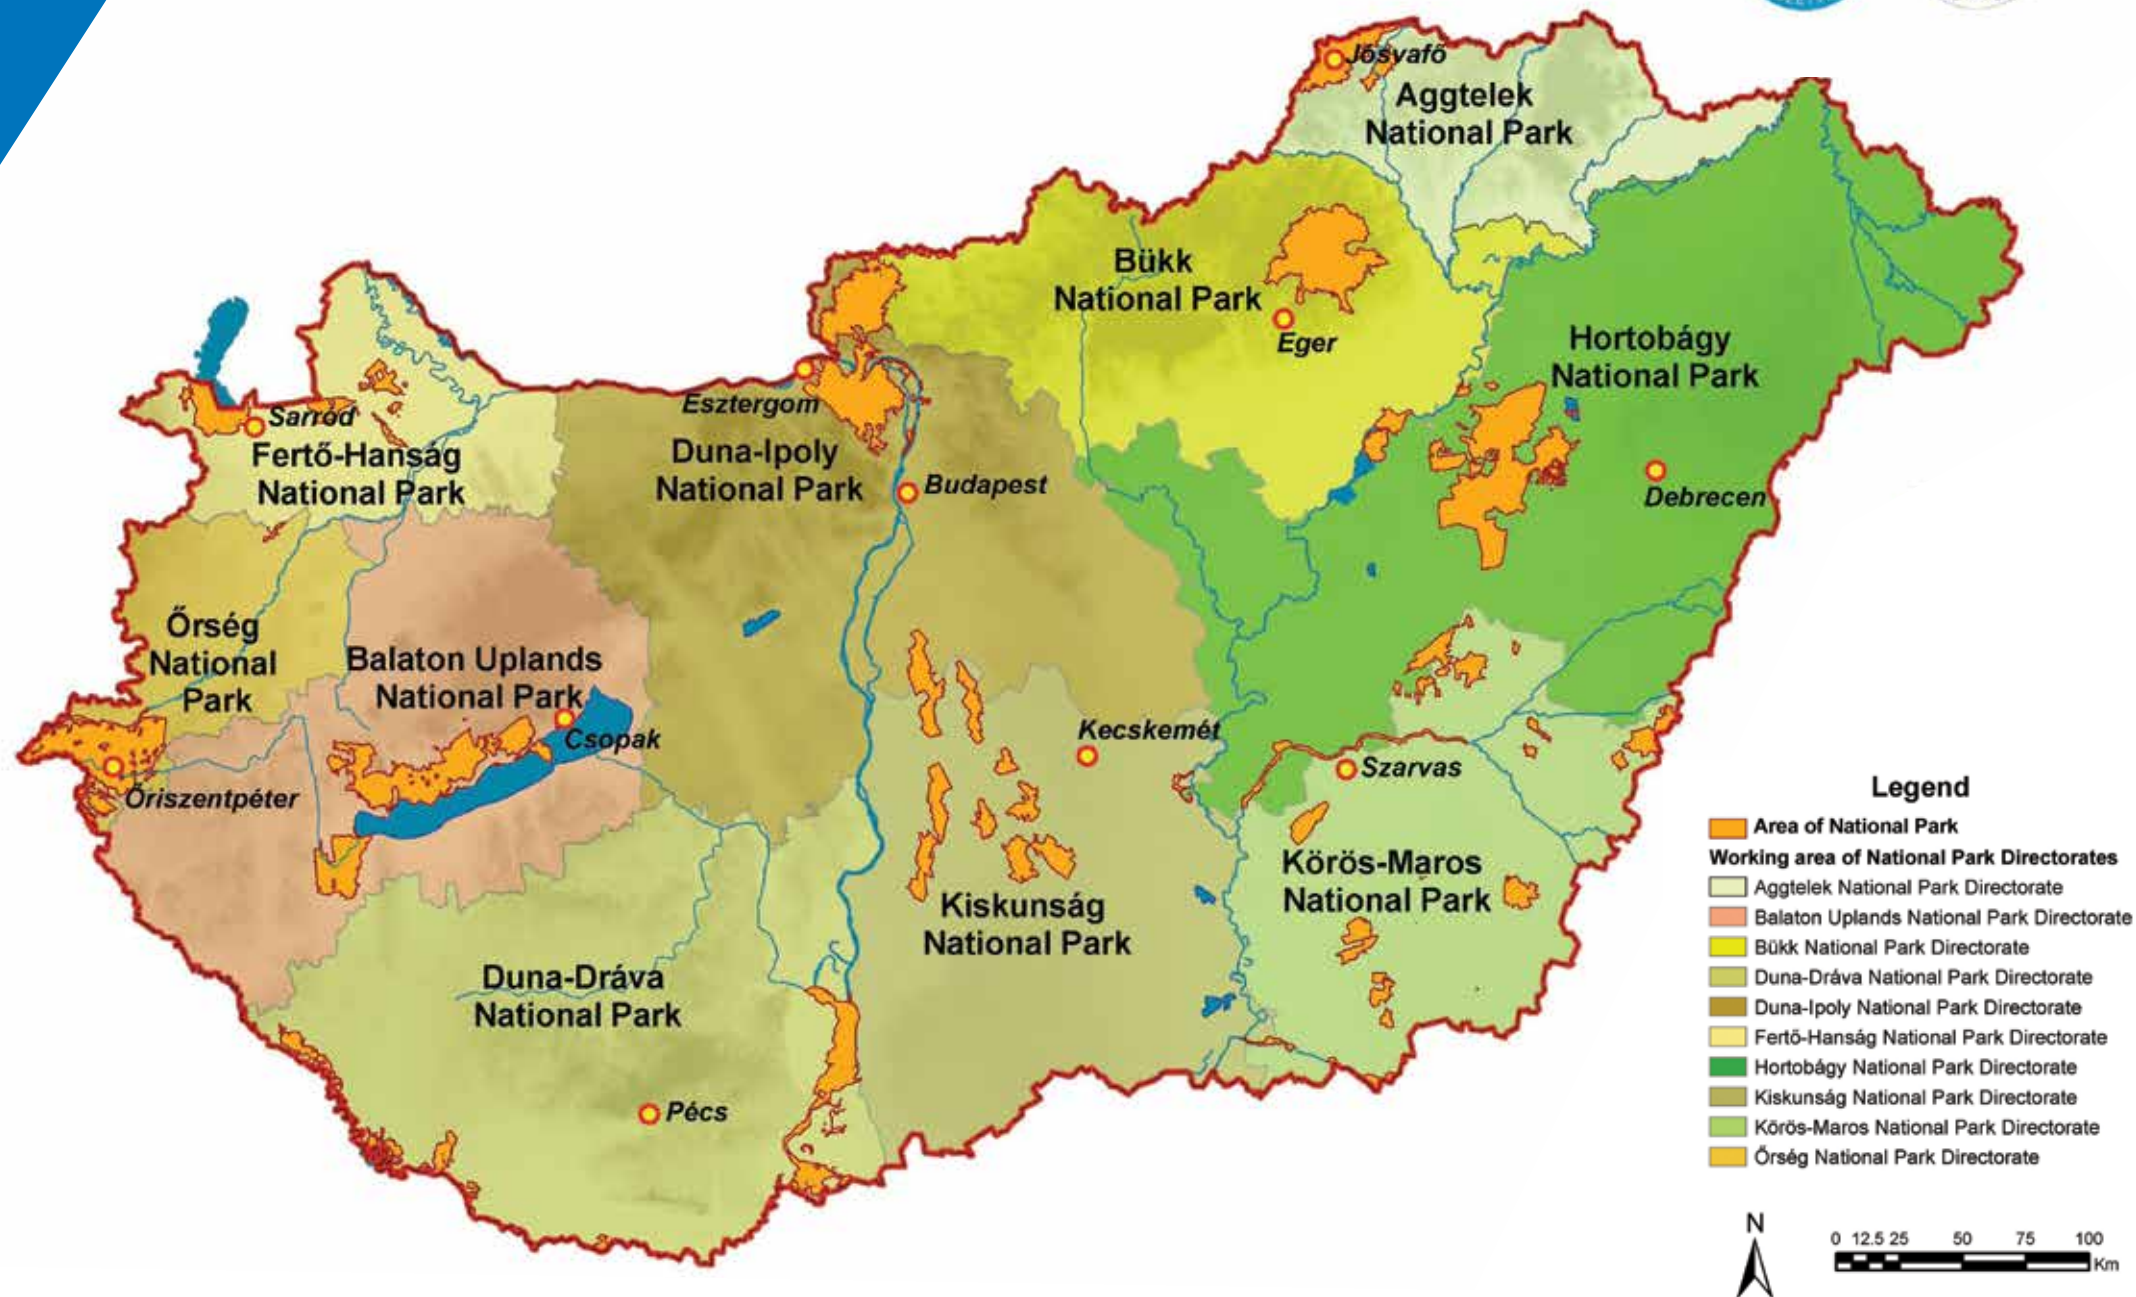 Jósvafő
Aggtelek
National Park
Bükk
National Park
Eger
Hortobágy
National Park
Debrecen
Sarród
Fertő-Hanság
National Park
Esztergom
Duna-Ipoly
National Park
Budapest
Őrség
National
Park
Balaton Uplands
National Park
Csopak
Őriszentpéter
Kecskemét
Szarvas
Kiskunság
National Park
Körös-Maros
National Park
Duna-Dráva
National Park
Pécs
Legend
Area of National Park
Working area of National Park Directorates
Aggtelek National Park Directorate
Balaton Uplands National Park Directorate
Bükk National Park Directorate
Duna-Dráva National Park Directorate
Duna-Ipoly National Park Directorate
Fertő-Hanság National Park Directorate
Hortobágy National Park Directorate
Kiskunság National Park Directorate
Körös-Maros National Park Directorate
Őrség National Park Directorate
N
0 12.5 25 50 75 100
Km